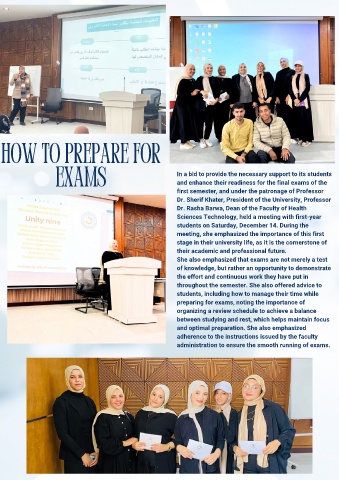 HOW TO PREPARE FOR
EXAMS
Unity news
In a bid to provide the necessary support to its students
and enhance their readiness for the final exams of the
first semester, and under the patronage of Professor
Dr. Sherif Khater, President of the University, Professor
Dr. Rasha Barwa, Dean of the Faculty of Health
Sciences Technology, held a meeting with first-year
students on Saturday, December 14. During the
meeting, she emphasized the importance of this first
stage in their university life, as it is the cornerstone of
their academic and professional future.
She also emphasized that exams are not merely a test
of knowledge, but rather an opportunity to demonstrate
the effort and continuous work they have put in
throughout the semester. She also offered advice to
students, including how to manage their time while
preparing for exams, noting the importance of
organizing a review schedule to achieve a balance
between studying and rest, which helps maintain focus
and optimal preparation. She also emphasized
adherence to the instructions issued by the faculty
administration to ensure the smooth running of exams.